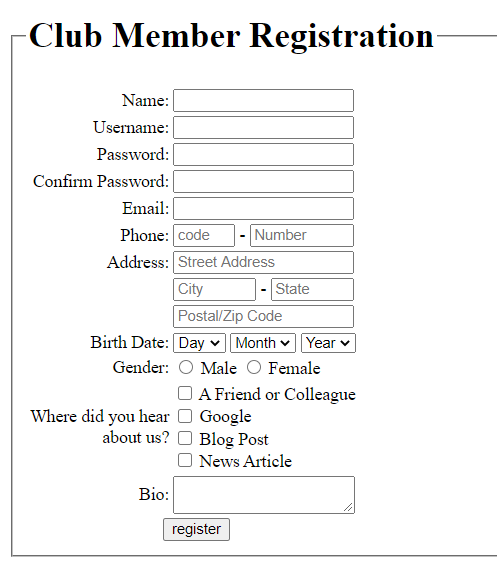 Club Member Registration
Name:
Username:
Password:
Confirm Password:
Email:
Phone: code - Number
Address: Street Address
City - State
Postal/Zip Code
Birth Date: Day Month Year
Gender: Male Female
A Friend or Colleague
Where did you hear Google
about us? Blog Post
News Article
Bio:
register